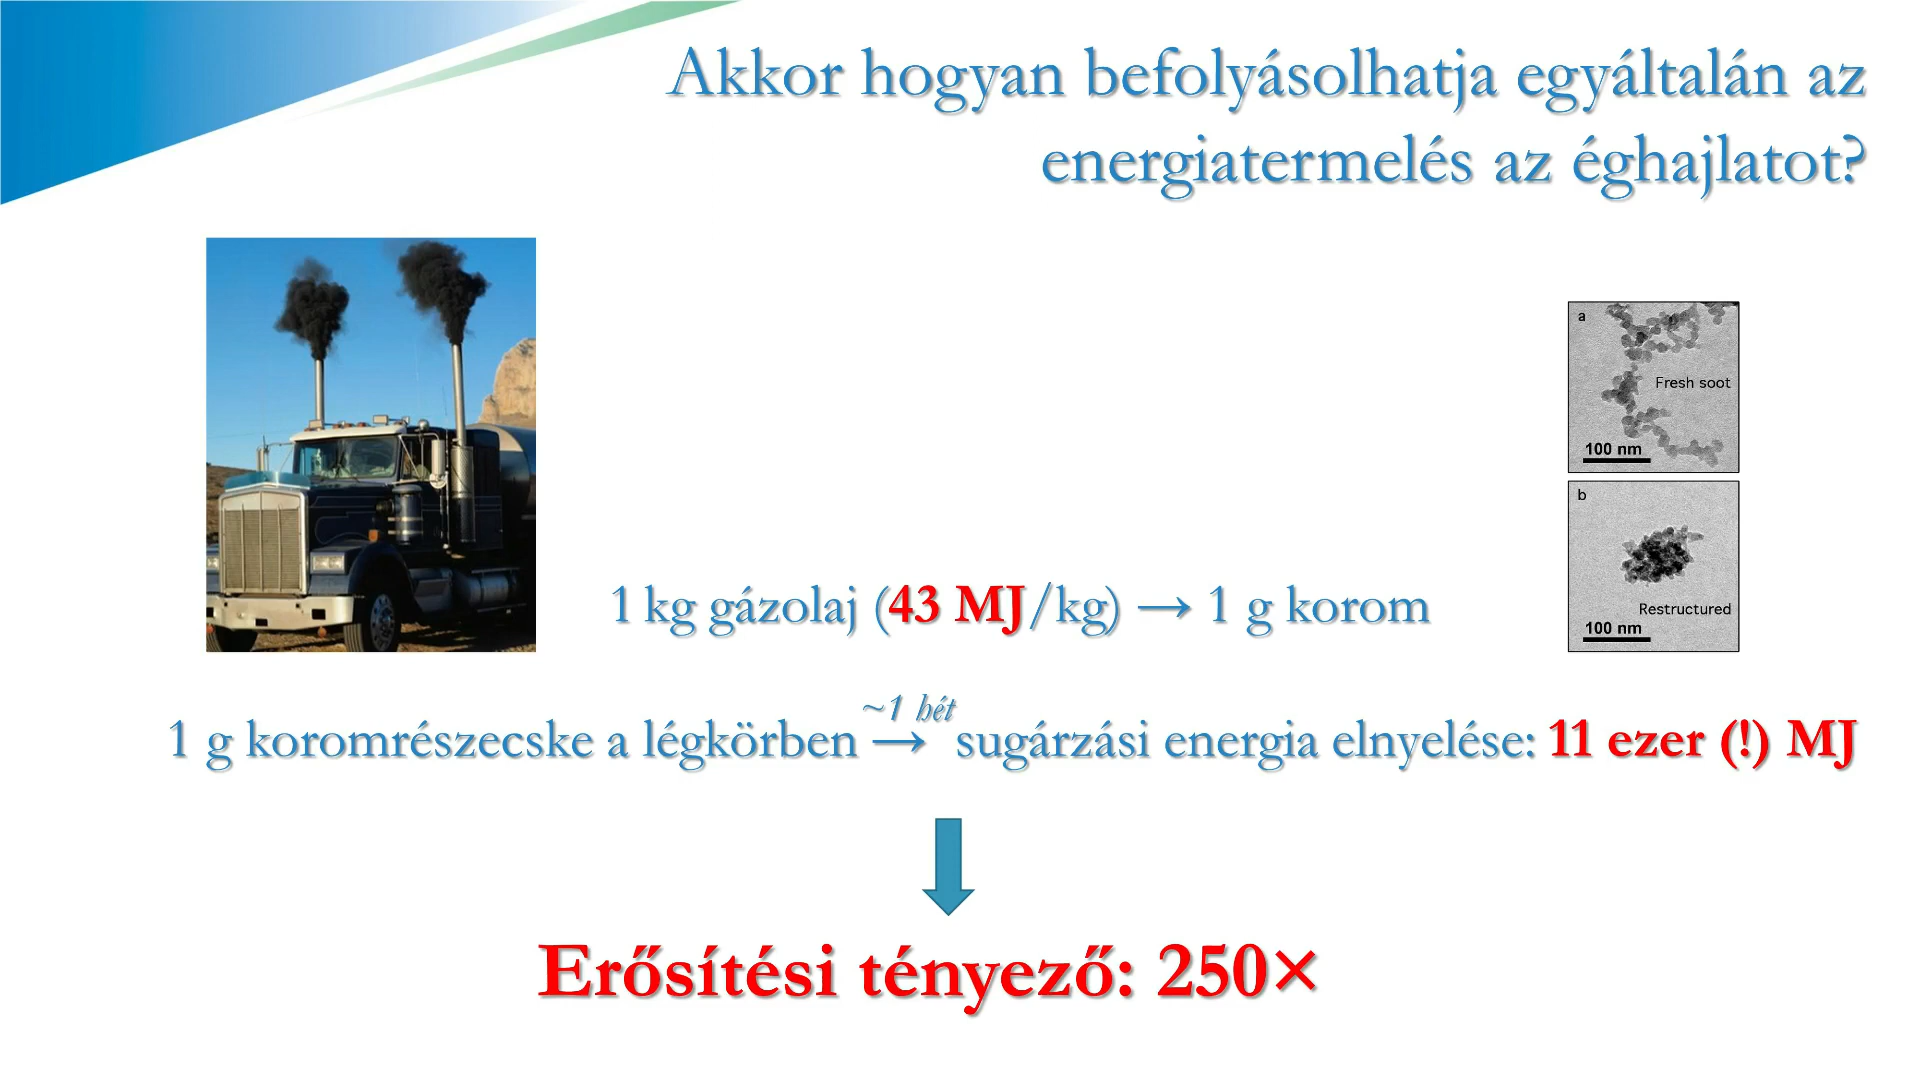 Akkor hogyan befolyásolhatja egyáltalán az
energiatermelés az éghajlatot?
a
Fresh soot
100 nm
b
Restructured
100 nm
1 kg gázolaj (43 MJ/kg) → 1 g korom
~1 hét
1 g koromrészecske a légkörben → sugárzási energia elnyelése: 11 ezer (!) MJ
Erősítési tényező: 250×